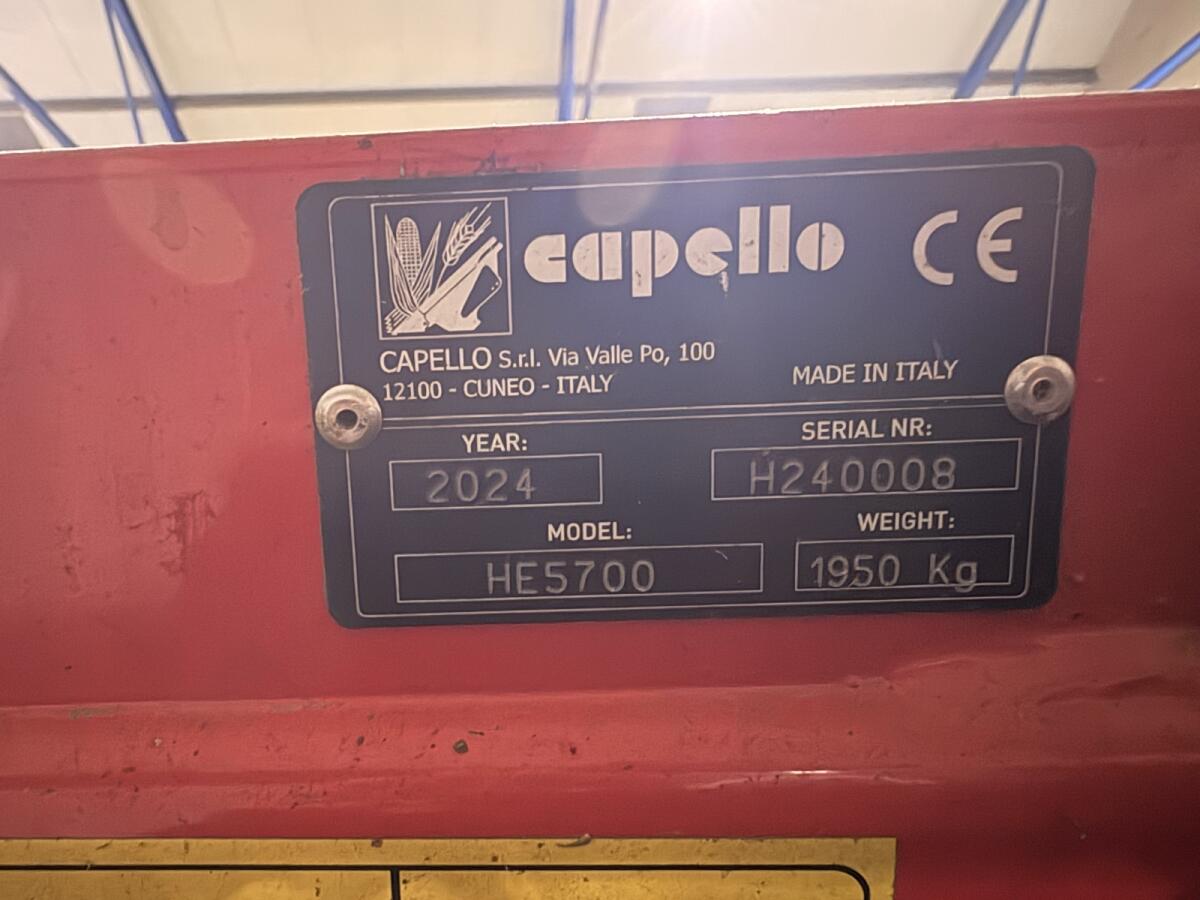 capello CE
CAPELLO S.r.l. Via Valle Po, 100
12100 - CUNEO - ITALY
MADE IN ITALY
YEAR:
2024
SERIAL NR:
H240008
MODEL:
HE5700
WEIGHT:
1950 Kg